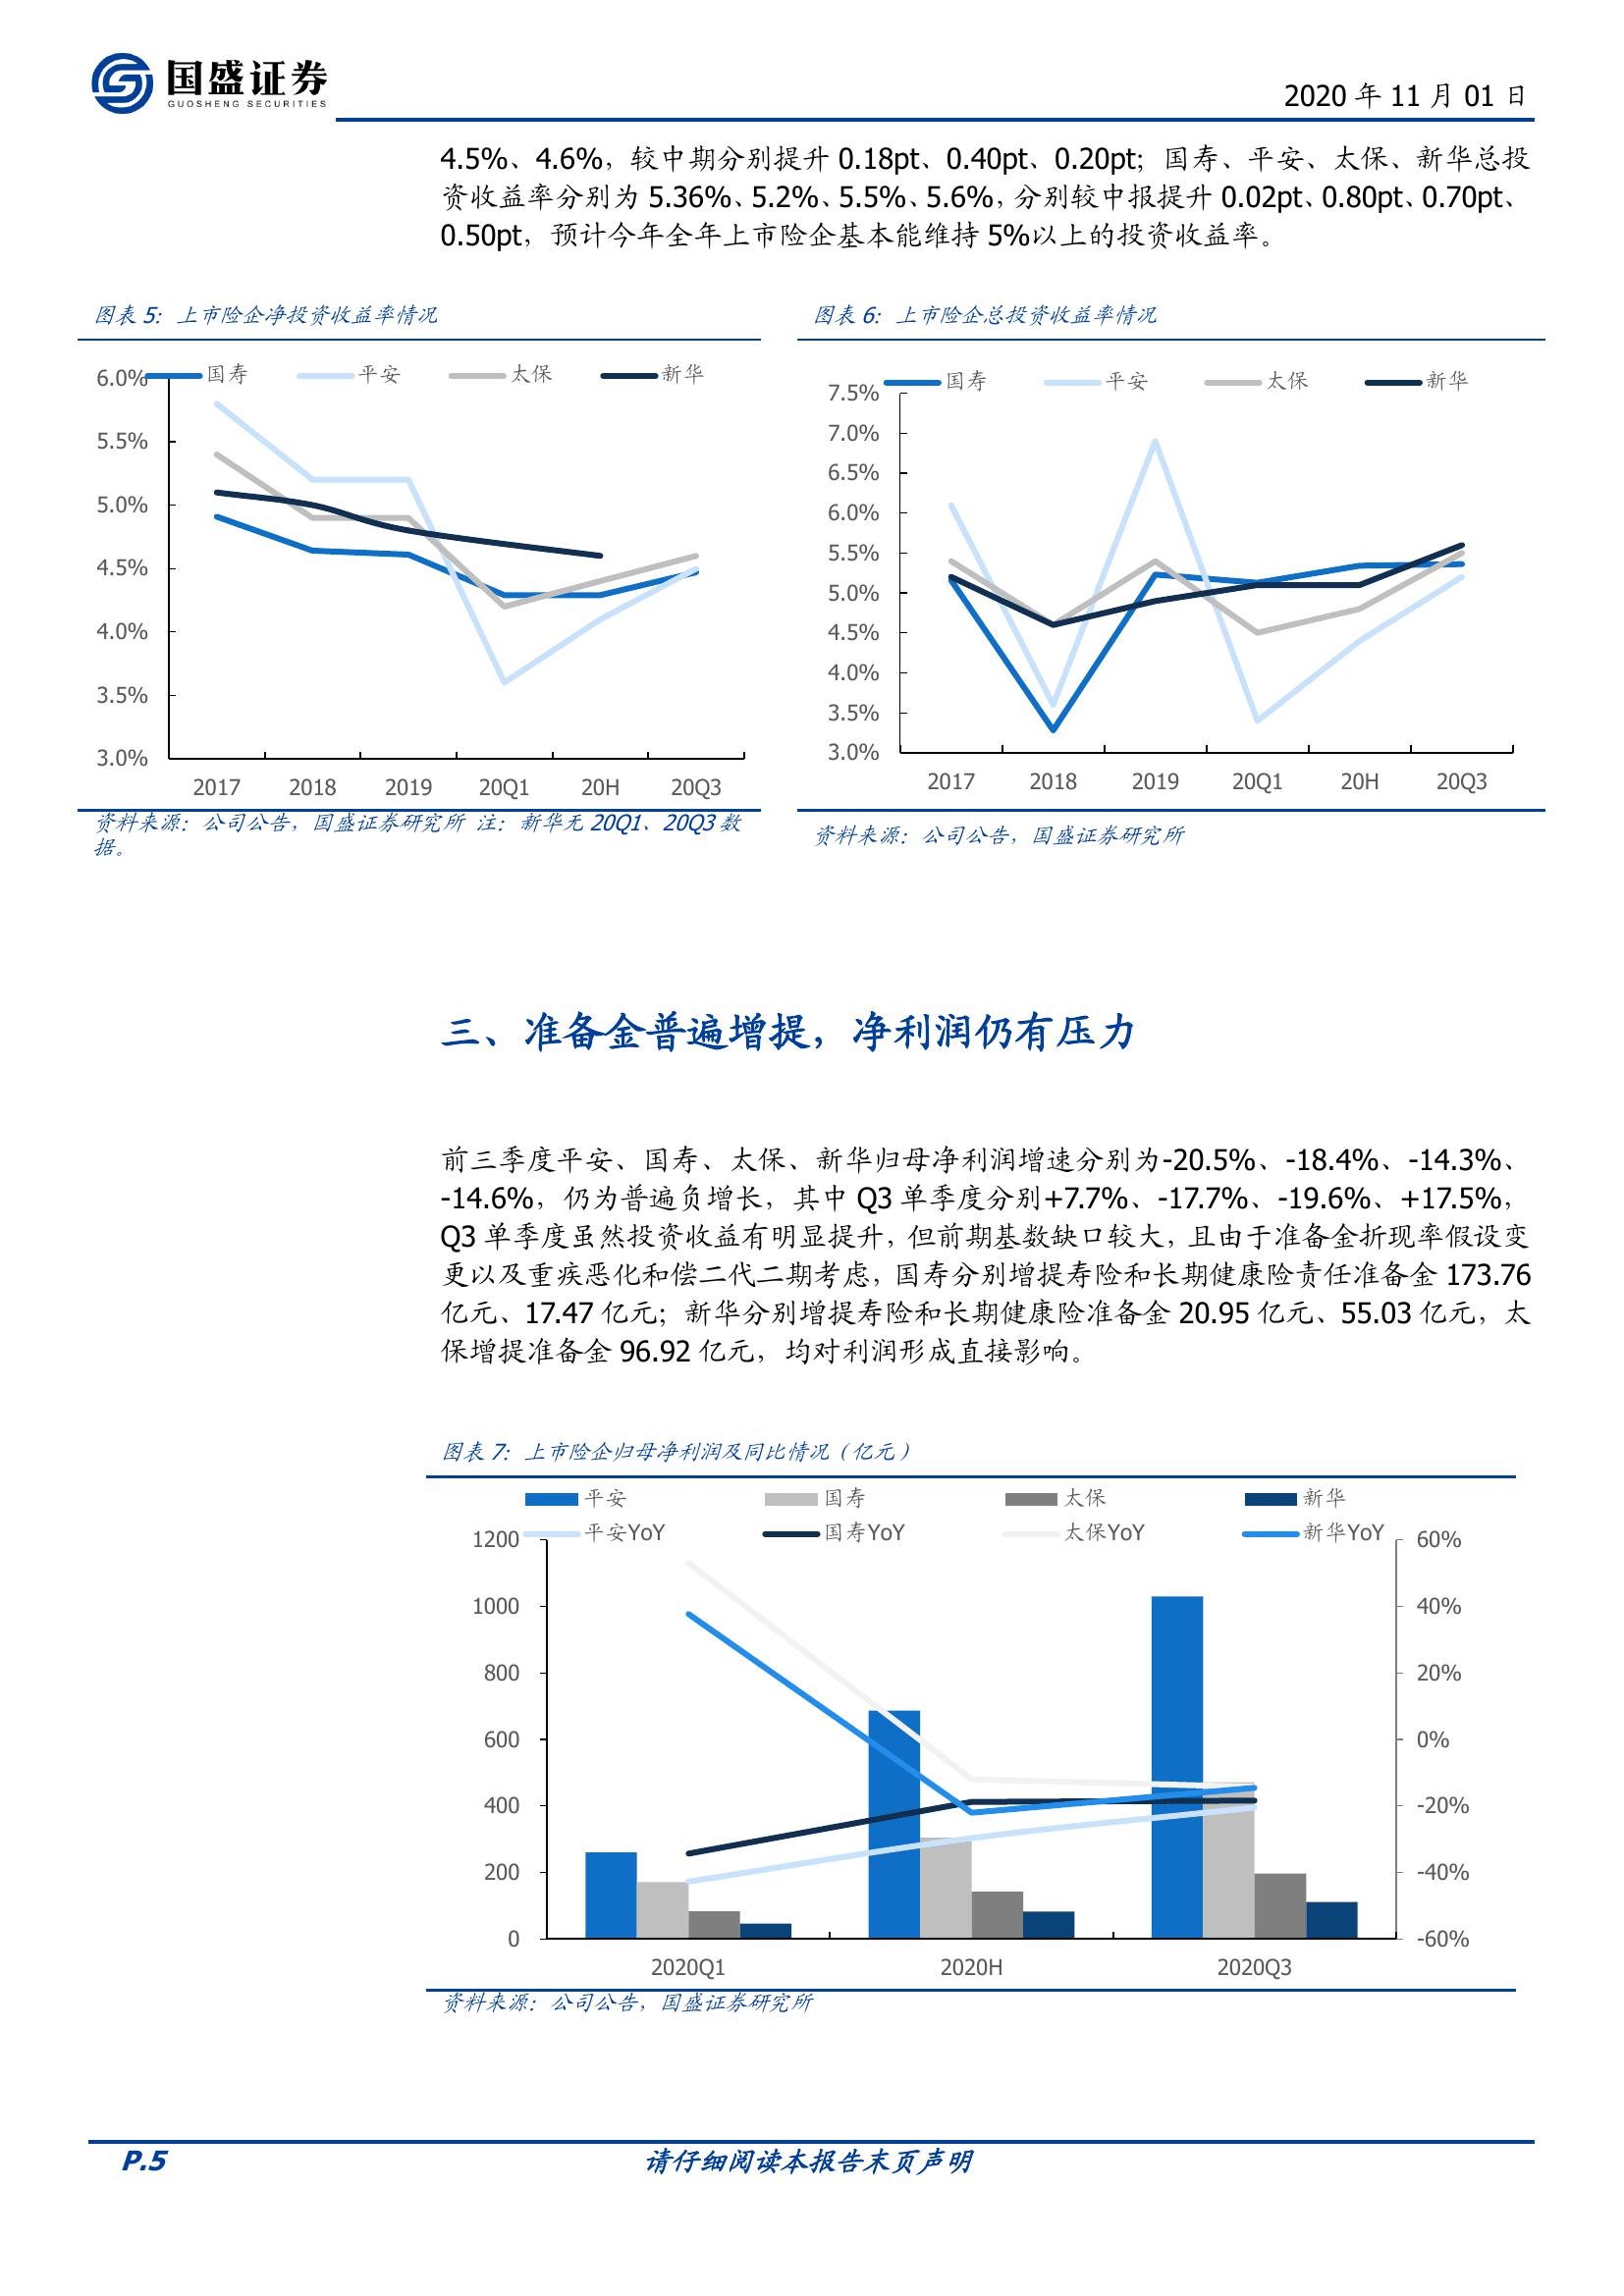 国盛证券
GUOSHENG SECURITIES
2020 年 11 月 01 日
4.5%、4.6%，较中期分别提升 0.18pt、0.40pt、0.20pt；国寿、平安、太保、新华总投
资收益率分别为 5.36%、5.2%、5.5%、5.6%，分别较中报提升 0.02pt、0.80pt、0.70pt、
0.50pt，预计今年全年上市险企基本能维持 5%以上的投资收益率。
图表 5：上市险企净投资收益率情况
国寿 平安 太保 新华
6.0%
5.5%
5.0%
4.5%
4.0%
3.5%
3.0%
2017 2018 2019 20Q1 20H 20Q3
资料来源：公司公告，国盛证券研究所 注：新华无 20Q1、20Q3 数
据。
图表 6：上市险企总投资收益率情况
国寿 平安 太保 新华
7.5%
7.0%
6.5%
6.0%
5.5%
5.0%
4.5%
4.0%
3.5%
3.0%
2017 2018 2019 20Q1 20H 20Q3
资料来源：公司公告，国盛证券研究所
三、准备金普遍增提，净利润仍有压力
前三季度平安、国寿、太保、新华归母净利润增速分别为-20.5%、-18.4%、-14.3%、
-14.6%，仍为普遍负增长，其中 Q3 单季度分别+7.7%、-17.7%、-19.6%、+17.5%，
Q3 单季度虽然投资收益有明显提升，但前期基数缺口较大，且由于准备金折现率假设变
更以及重疾恶化和偿二代二期考虑，国寿分别增提寿险和长期健康险责任准备金 173.76
亿元、17.47 亿元；新华分别增提寿险和长期健康险准备金 20.95 亿元、55.03 亿元，太
保增提准备金 96.92 亿元，均对利润形成直接影响。
图表 7：上市险企归母净利润及同比情况（亿元）
平安 国寿 太保 新华
平安YoY 国寿YoY 太保YoY 新华YoY
1200
1000
800
600
400
200
0
60%
40%
20%
0%
-20%
-40%
-60%
2020Q1 2020H 2020Q3
资料来源：公司公告，国盛证券研究所
P.5 请仔细阅读本报告末页声明